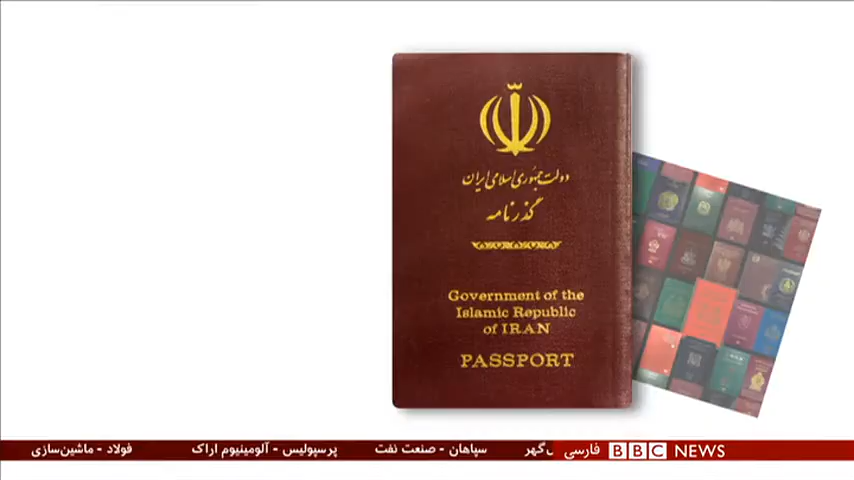 دولت جمهوری اسلامی ایران
گذرنامه
Government of the
Islamic Republic
of IRAN
PASSPORT
فولاد - ماشین‌سازی پرسپولیس - آلومینیوم اراک سپاهان - صنعت نفت
فارسی BBC NEWS